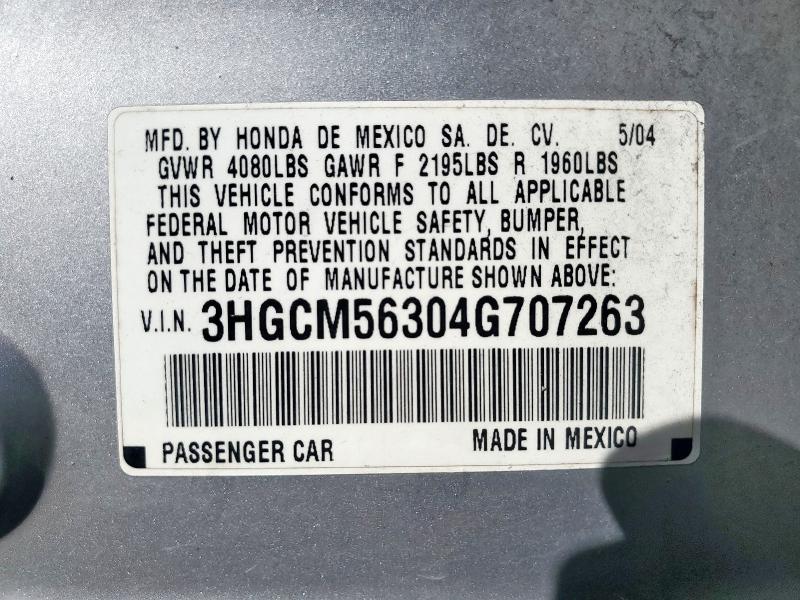 MFD. BY HONDA DE MEXICO SA. DE. CV. 5/04
GVWR 4080LBS GAWR F 2195LBS R 1960LBS
THIS VEHICLE CONFORMS TO ALL APPLICABLE
FEDERAL MOTOR VEHICLE SAFETY, BUMPER,
AND THEFT PREVENTION STANDARDS IN EFFECT
ON THE DATE OF MANUFACTURE SHOWN ABOVE:
V.I.N. 3HGCM56304G707263
PASSENGER CAR MADE IN MEXICO